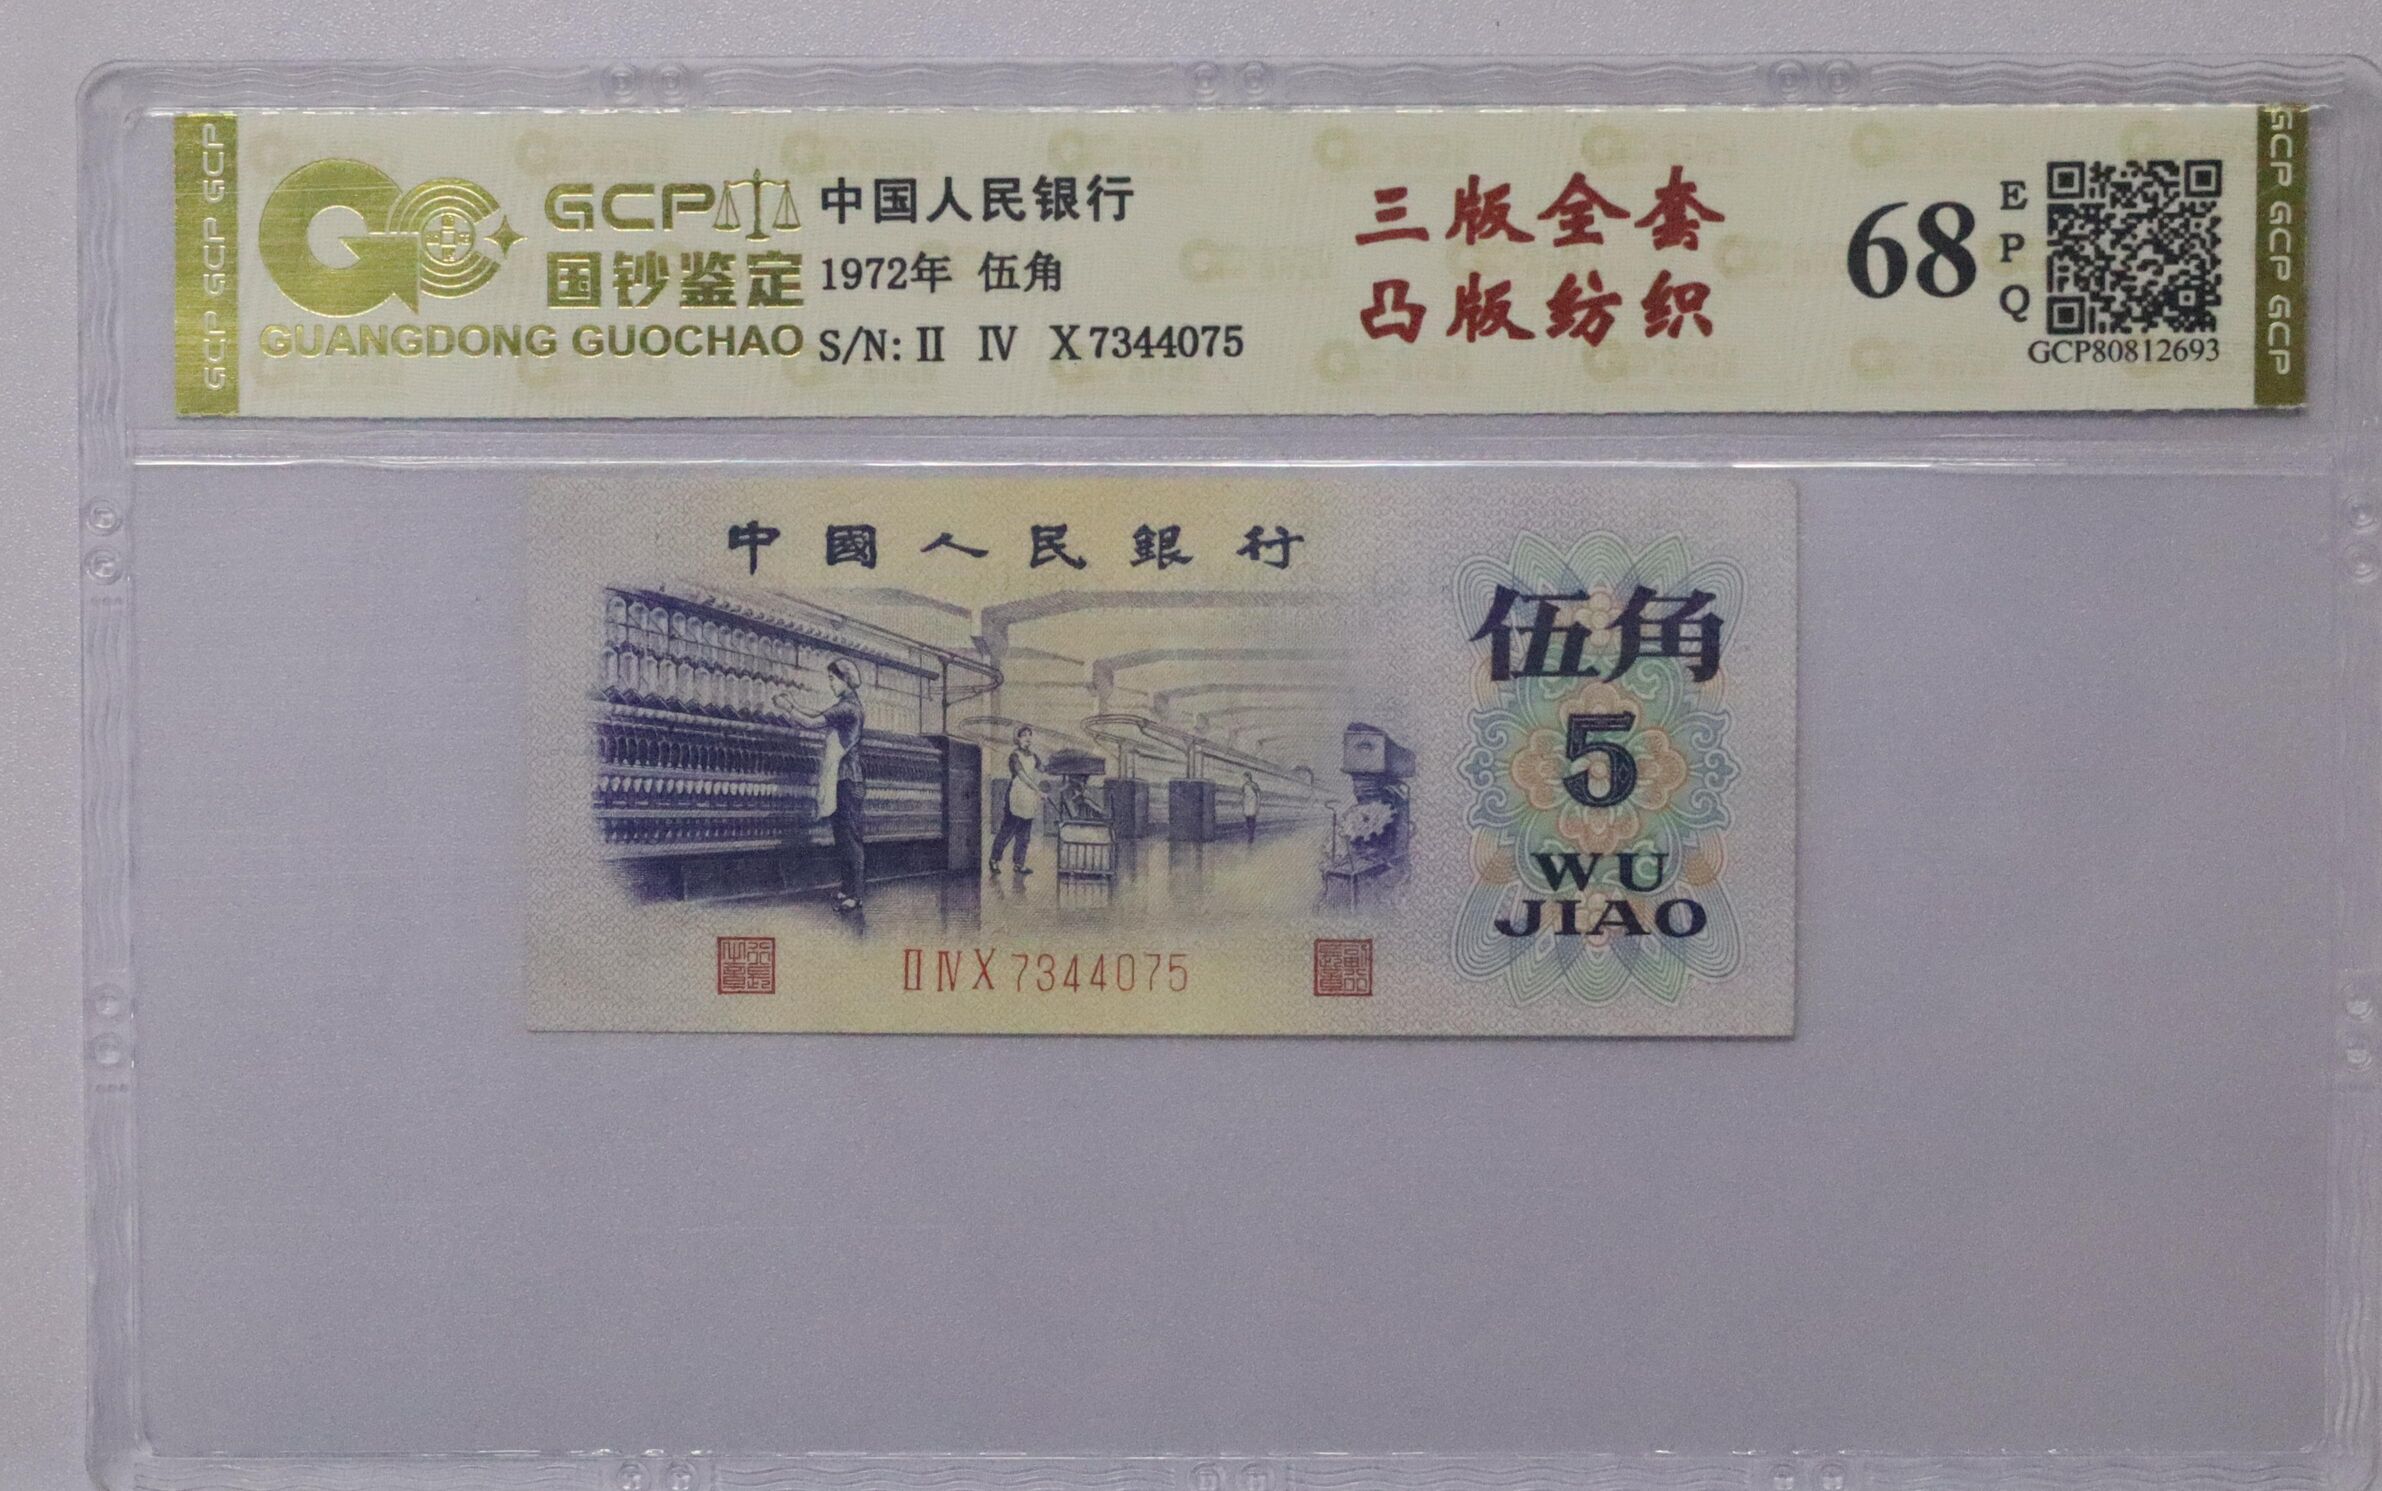 GCP GCP GCP
GCP
国钞鉴定
GUANGDONG GUOCHAO
中国人民银行
1972年 伍角
S/N: II IV X7344075
三版全套
凸版纺织
68
EPQ
GCP80812693
GCP GCP GCP
中國人民銀行
伍角
5
WU
JIAO
II IV X 7344075